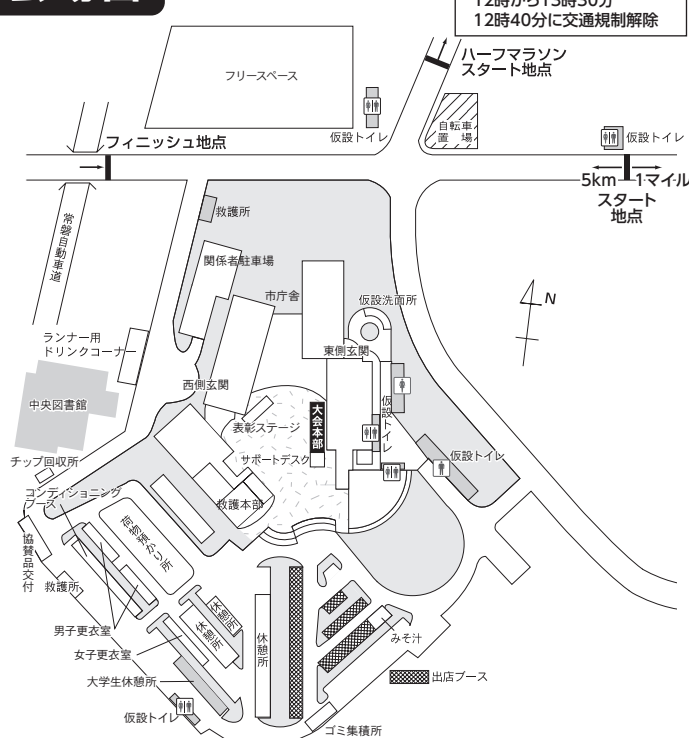 12時から13時30分
12時40分に交通規制解除
ハーフマラソン
スタート地点
フリースペース
仮設トイレ
自転車
置場
仮設トイレ
フィニッシュ地点
5km
1マイル
スタート
地点
常磐自動車道
救護所
関係者駐車場
市庁舎
仮設洗面所
N
ランナー用
ドリンクコーナー
東側玄関
西側玄関
中央図書館
表彰ステージ
大会本部
仮設トイレ
サポートデスク
仮設トイレ
チップ回収所
コンディショニング
ブース
救護本部
荷物預かり所
協賛品交付
救護所
男子更衣室
休憩所
休憩所
休憩所
みそ汁
女子更衣室
大学生休憩所
出店ブース
仮設トイレ
ゴミ集積所